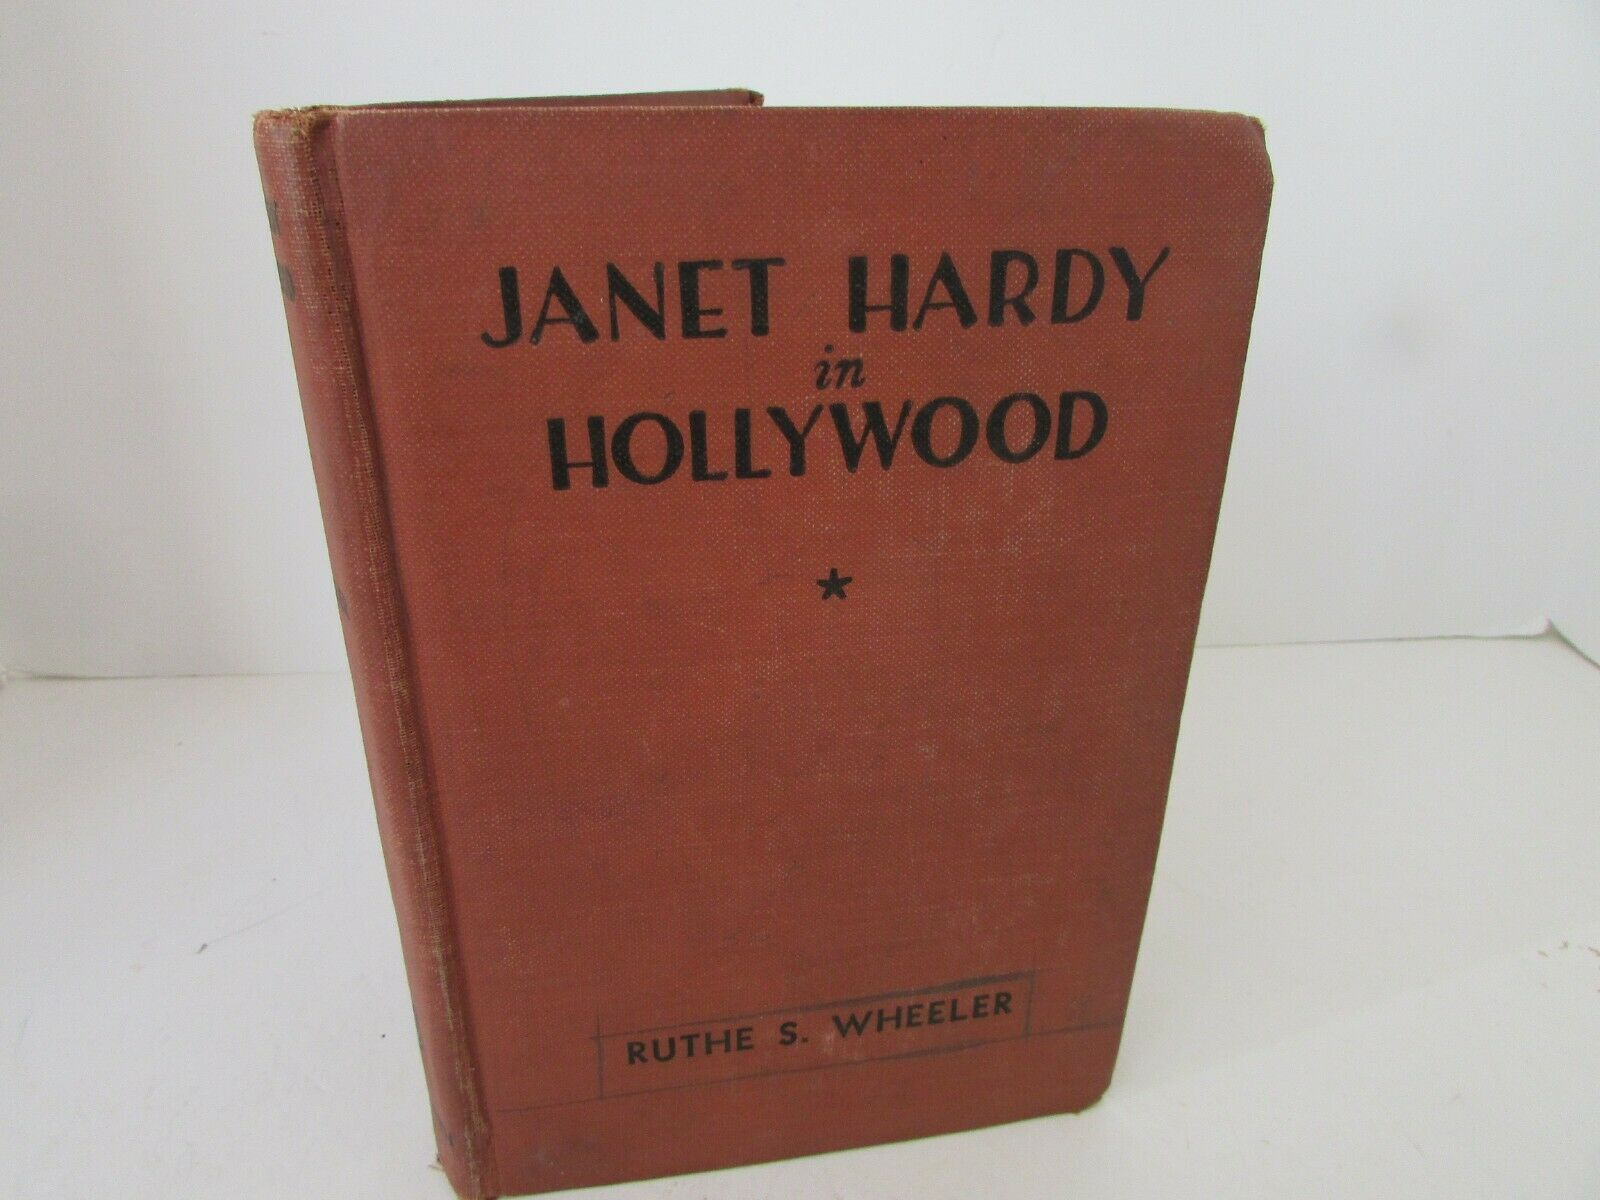 JANET HARDY
in
HOLLYWOOD
RUTHE S. WHEELER